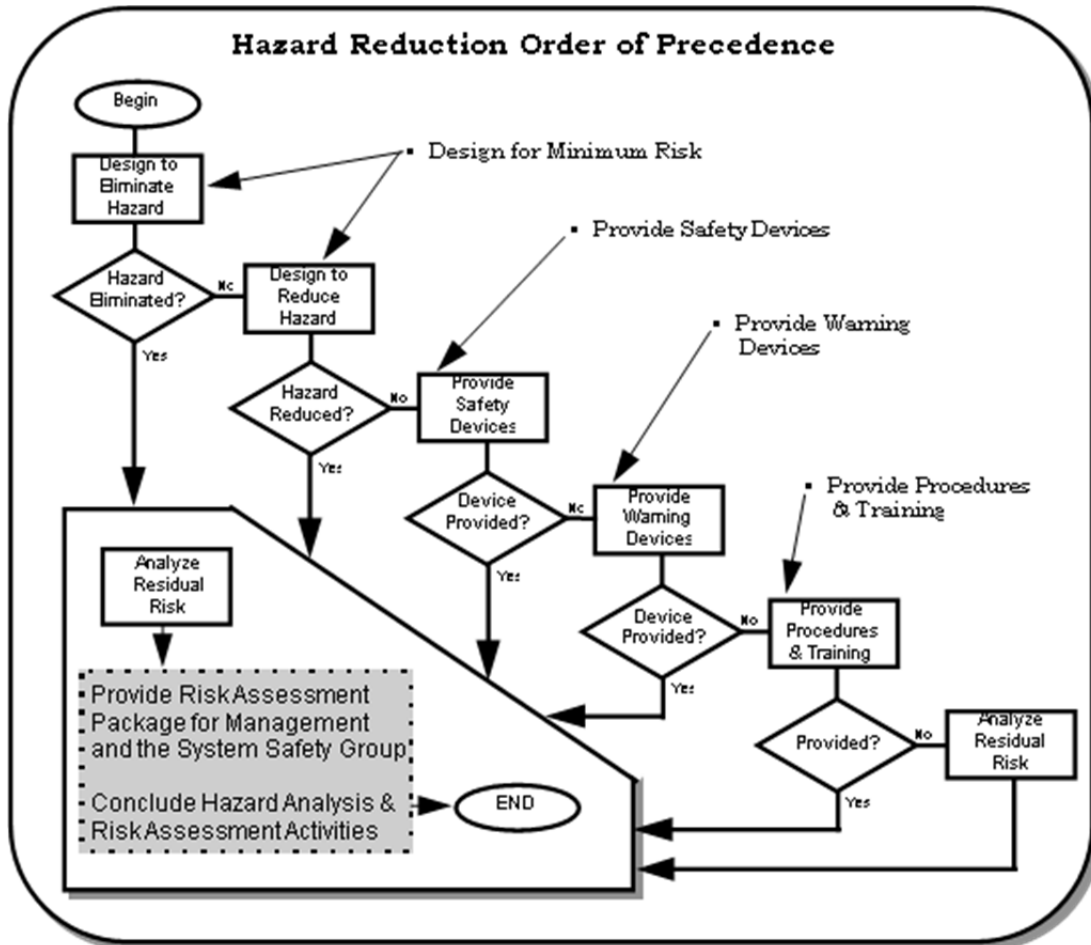 Hazard Reduction Order of Precedence
Begin
Design to
Eliminate
Hazard
▪ Design for Minimum Risk
Hazard
Eliminated?
No
Yes
Design to
Reduce
Hazard
▪ Provide Safety Devices
Hazard
Reduced?
No
Yes
Provide
Safety
Devices
▪ Provide Warning
Devices
Device
Provided?
No
Yes
Provide
Warning
Devices
▪ Provide Procedures
& Training
Device
Provided?
No
Yes
Provide
Procedures
& Training
Provided?
No
Yes
Analyze
Residual
Risk
Analyze
Residual
Risk
Provide Risk Assessment
Package for Management
and the System Safety Group
Conclude Hazard Analysis &
Risk Assessment Activities
END